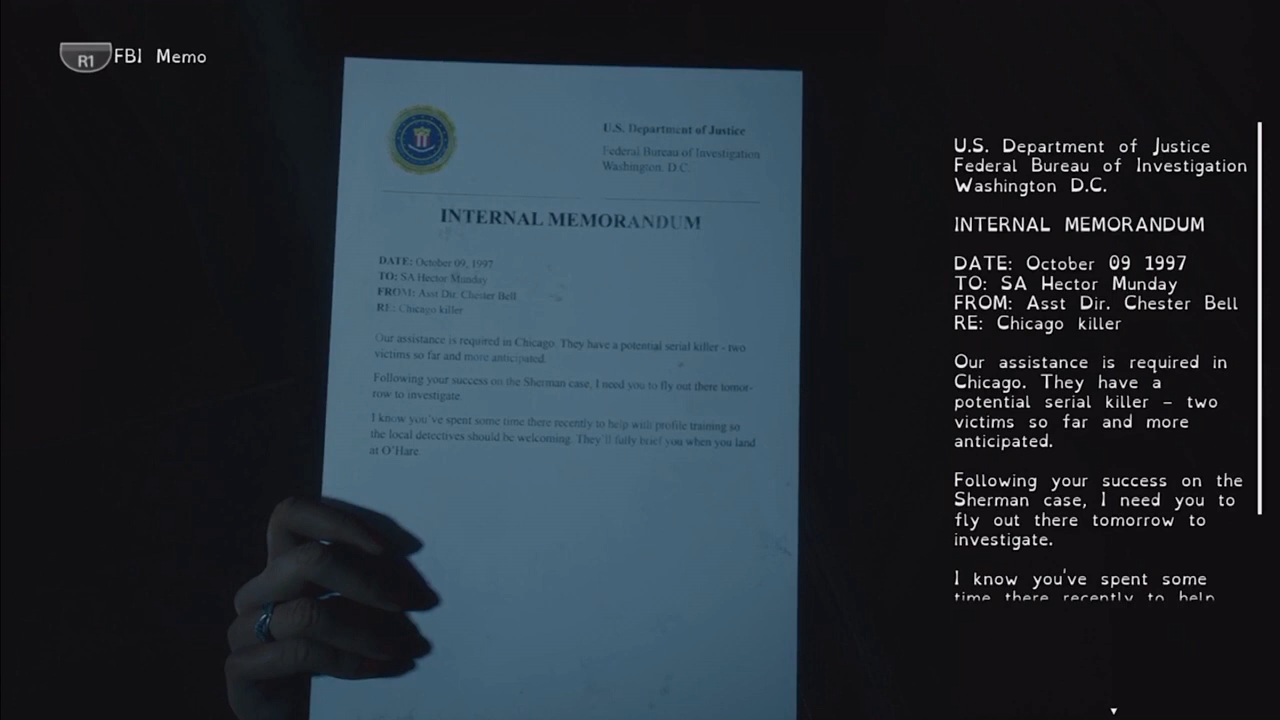 R1 FBI Memo
U.S. Department of Justice
Federal Bureau of Investigation
Washington, D.C.
INTERNAL MEMORANDUM
DATE: October 09, 1997
TO: SA Hector Munday
FROM: Asst Dir. Chester Bell
RE: Chicago killer
Our assistance is required in Chicago. They have a potential serial killer - two
victims so far and more anticipated.
Following your success on the Sherman case, I need you to fly out there tomor-
row to investigate.
I know you've spent some time there recently to help with profile training so
the local detectives should be welcoming. They'll fully brief you when you land
at O'Hare.
U.S. Department of Justice
Federal Bureau of Investigation
Washington D.C.
INTERNAL MEMORANDUM
DATE: October 09 1997
TO: SA Hector Munday
FROM: Asst Dir. Chester Bell
RE: Chicago killer
Our assistance is required in
Chicago. They have a
potential serial killer – two
victims so far and more
anticipated.
Following your success on the
Sherman case, I need you to
fly out there tomorrow to
investigate.
I know you've spent some
time there recently to help